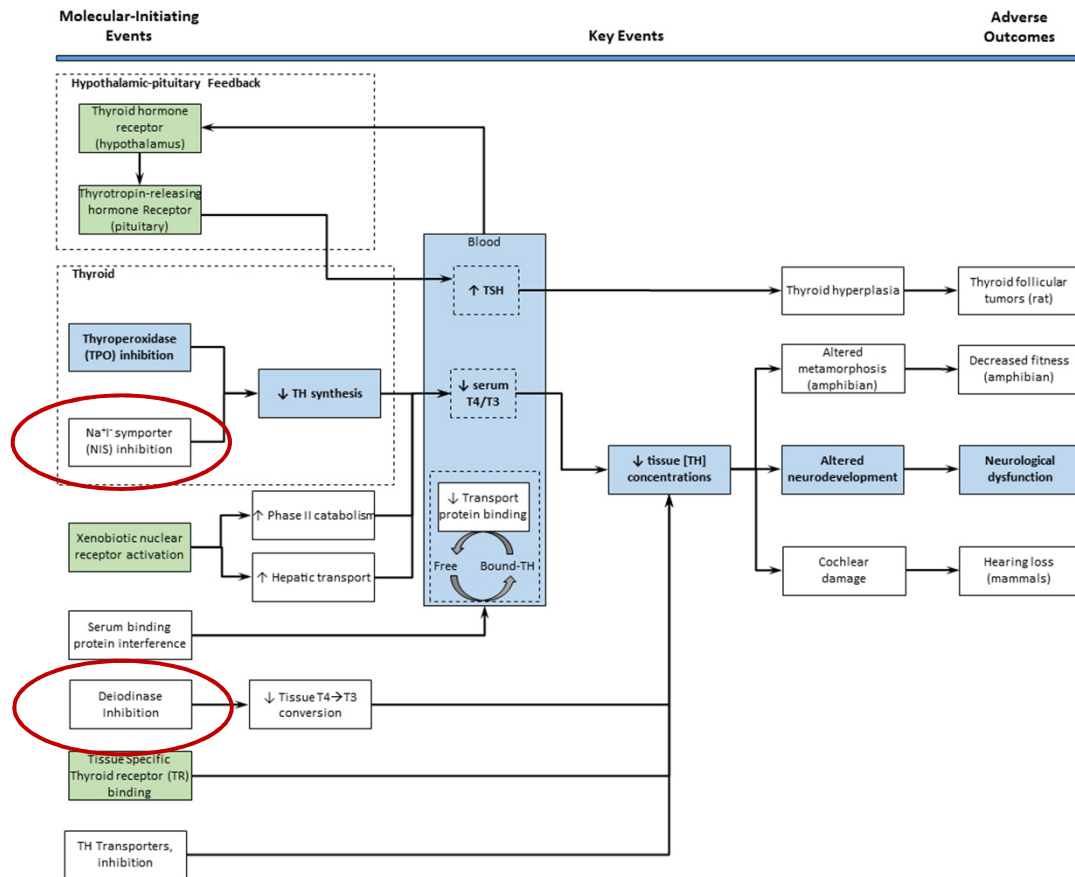 Molecular-Initiating
Events
Key Events
Adverse
Outcomes
Hypothalamic-pituitary Feedback
Thyroid hormone
receptor
(hypothalamus)
Thyrotropin-releasing
hormone Receptor
(pituitary)
Blood
Thyroid
↑ TSH
Thyroid hyperplasia
Thyroid follicular
tumors (rat)
Thyroperoxidase
(TPO) inhibition
↓ TH synthesis
↓ serum
T4/T3
Altered
metamorphosis
(amphibian)
Decreased fitness
(amphibian)
Na⁺I⁻ symporter
(NIS) inhibition
↓ tissue [TH]
concentrations
Altered
neurodevelopment
Neurological
dysfunction
↑ Phase II catabolism
↓ Transport
protein binding
Xenobiotic nuclear
receptor activation
Free
Bound-TH
↑ Hepatic transport
Cochlear
damage
Hearing loss
(mammals)
Serum binding
protein interference
Deiodinase
Inhibition
↓ Tissue T4→T3
conversion
Tissue Specific
Thyroid receptor (TR)
binding
TH Transporters,
inhibition